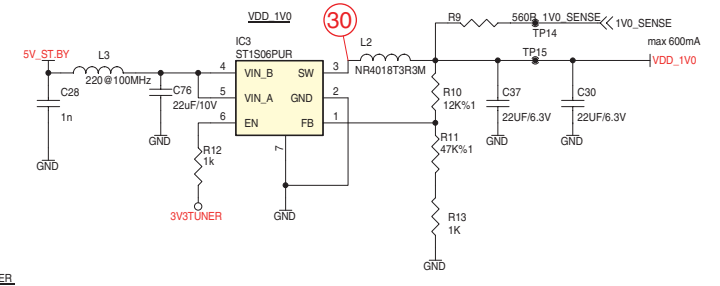 VDD_1V0
30
R9
560R
1V0_SENSE
1V0_SENSE
TP14
max 600mA
5V_ST.BY
L3
220@100MHz
IC3
ST1S06PUR
L2
NR4018T3R3M
TP15
VDD_1V0
4
VIN_B
SW
3
C28
1n
C76
22uF/10V
5
VIN_A
GND
2
R10
12K%1
C37
22UF/6.3V
C30
22UF/6.3V
6
EN
FB
1
GND
GND
GND
GND
R12
1k
7
R11
47K%1
3V3TUNER
GND
R13
1K
GND
ER